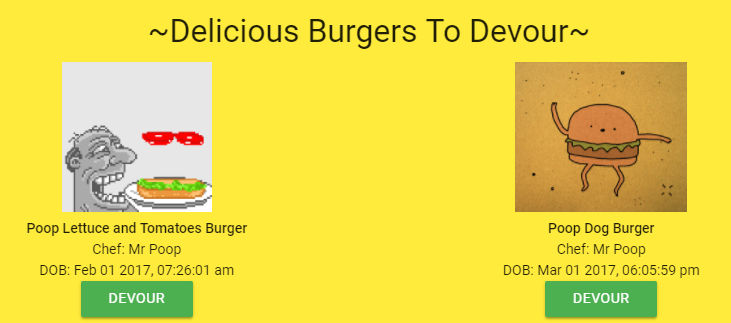 ~Delicious Burgers To Devour~
Poop Lettuce and Tomatoes Burger
Chef: Mr Poop
DOB: Feb 01 2017, 07:26:01 am
DEVOUR
Poop Dog Burger
Chef: Mr Poop
DOB: Mar 01 2017, 06:05:59 pm
DEVOUR